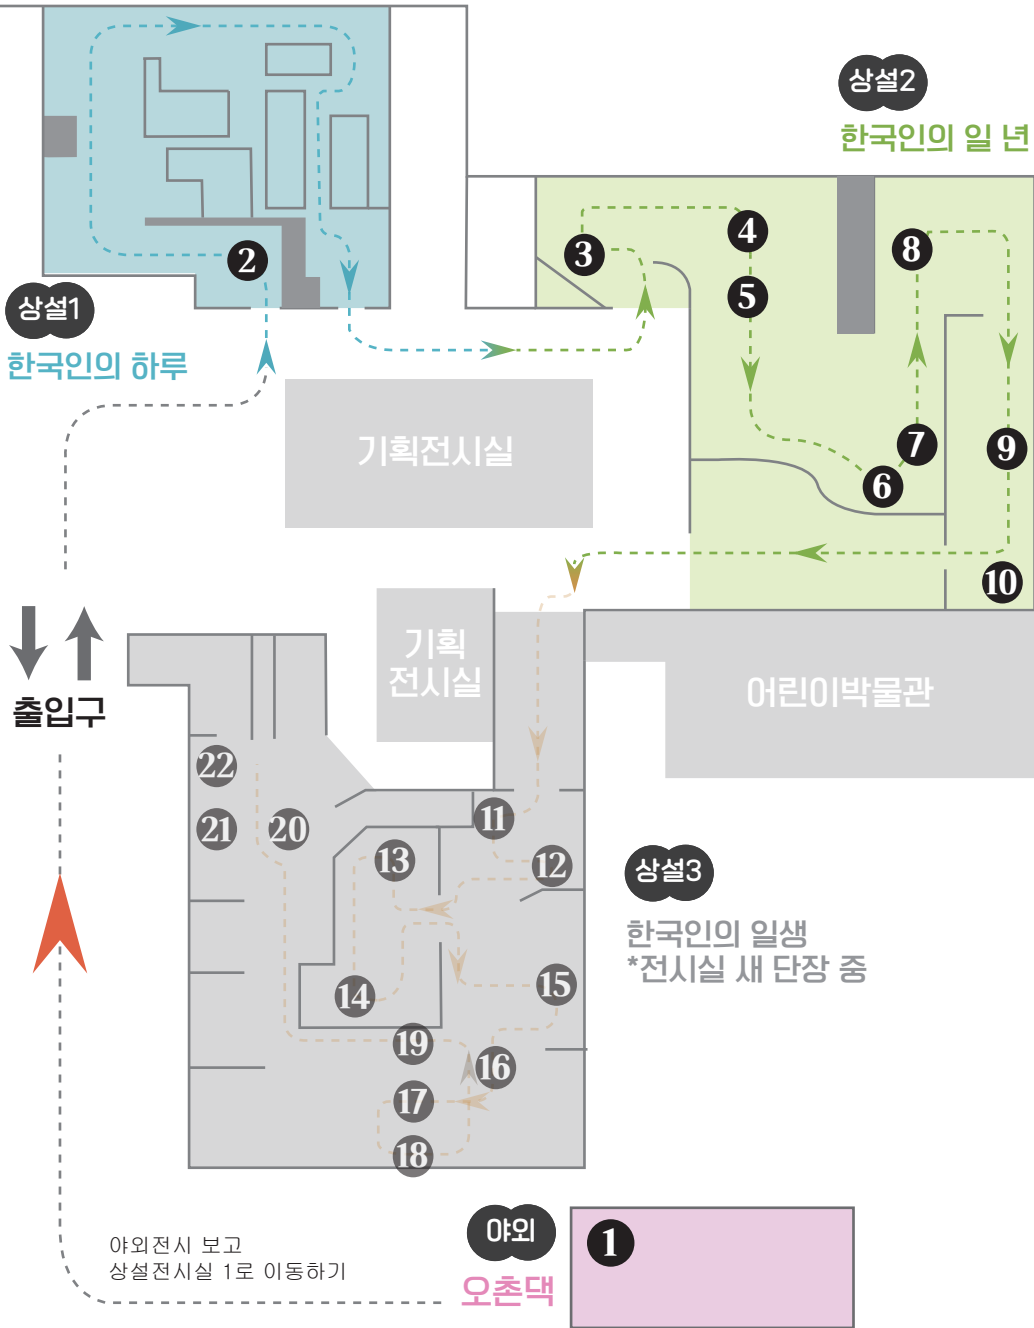 상설2
한국인의 일 년
3
4
5
8
2
상설1
한국인의 하루
기획전시실
7
9
6
10
출입구
기획
전시실
어린이박물관
22
21
20
11
13
12
상설3
한국인의 일생
*전시실 새 단장 중
14
15
19
16
17
18
야외
오촌댁
1
야외전시 보고
상설전시실 1로 이동하기